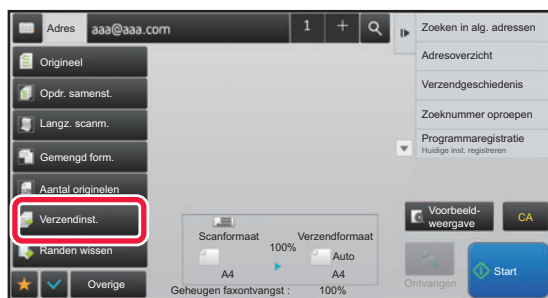 Adres
aaa@aaa.com
1
+
Zoeken in alg. adressen
Origineel
Adresoverzicht
Opdr. samenst.
Verzendgeschiedenis
Langz. scanm.
Zoeknummer oproepen
Gemengd form.
Programmaregistratie
Huidige inst. registreren
Aantal originelen
Verzendinst.
Voorbeeld-
weergave
CA
Scanformaat
Verzendformaat
100%
Auto
Randen wissen
A4
A4
Ontvangen
Start
Overige
Geheugen faxontvangst : 100%